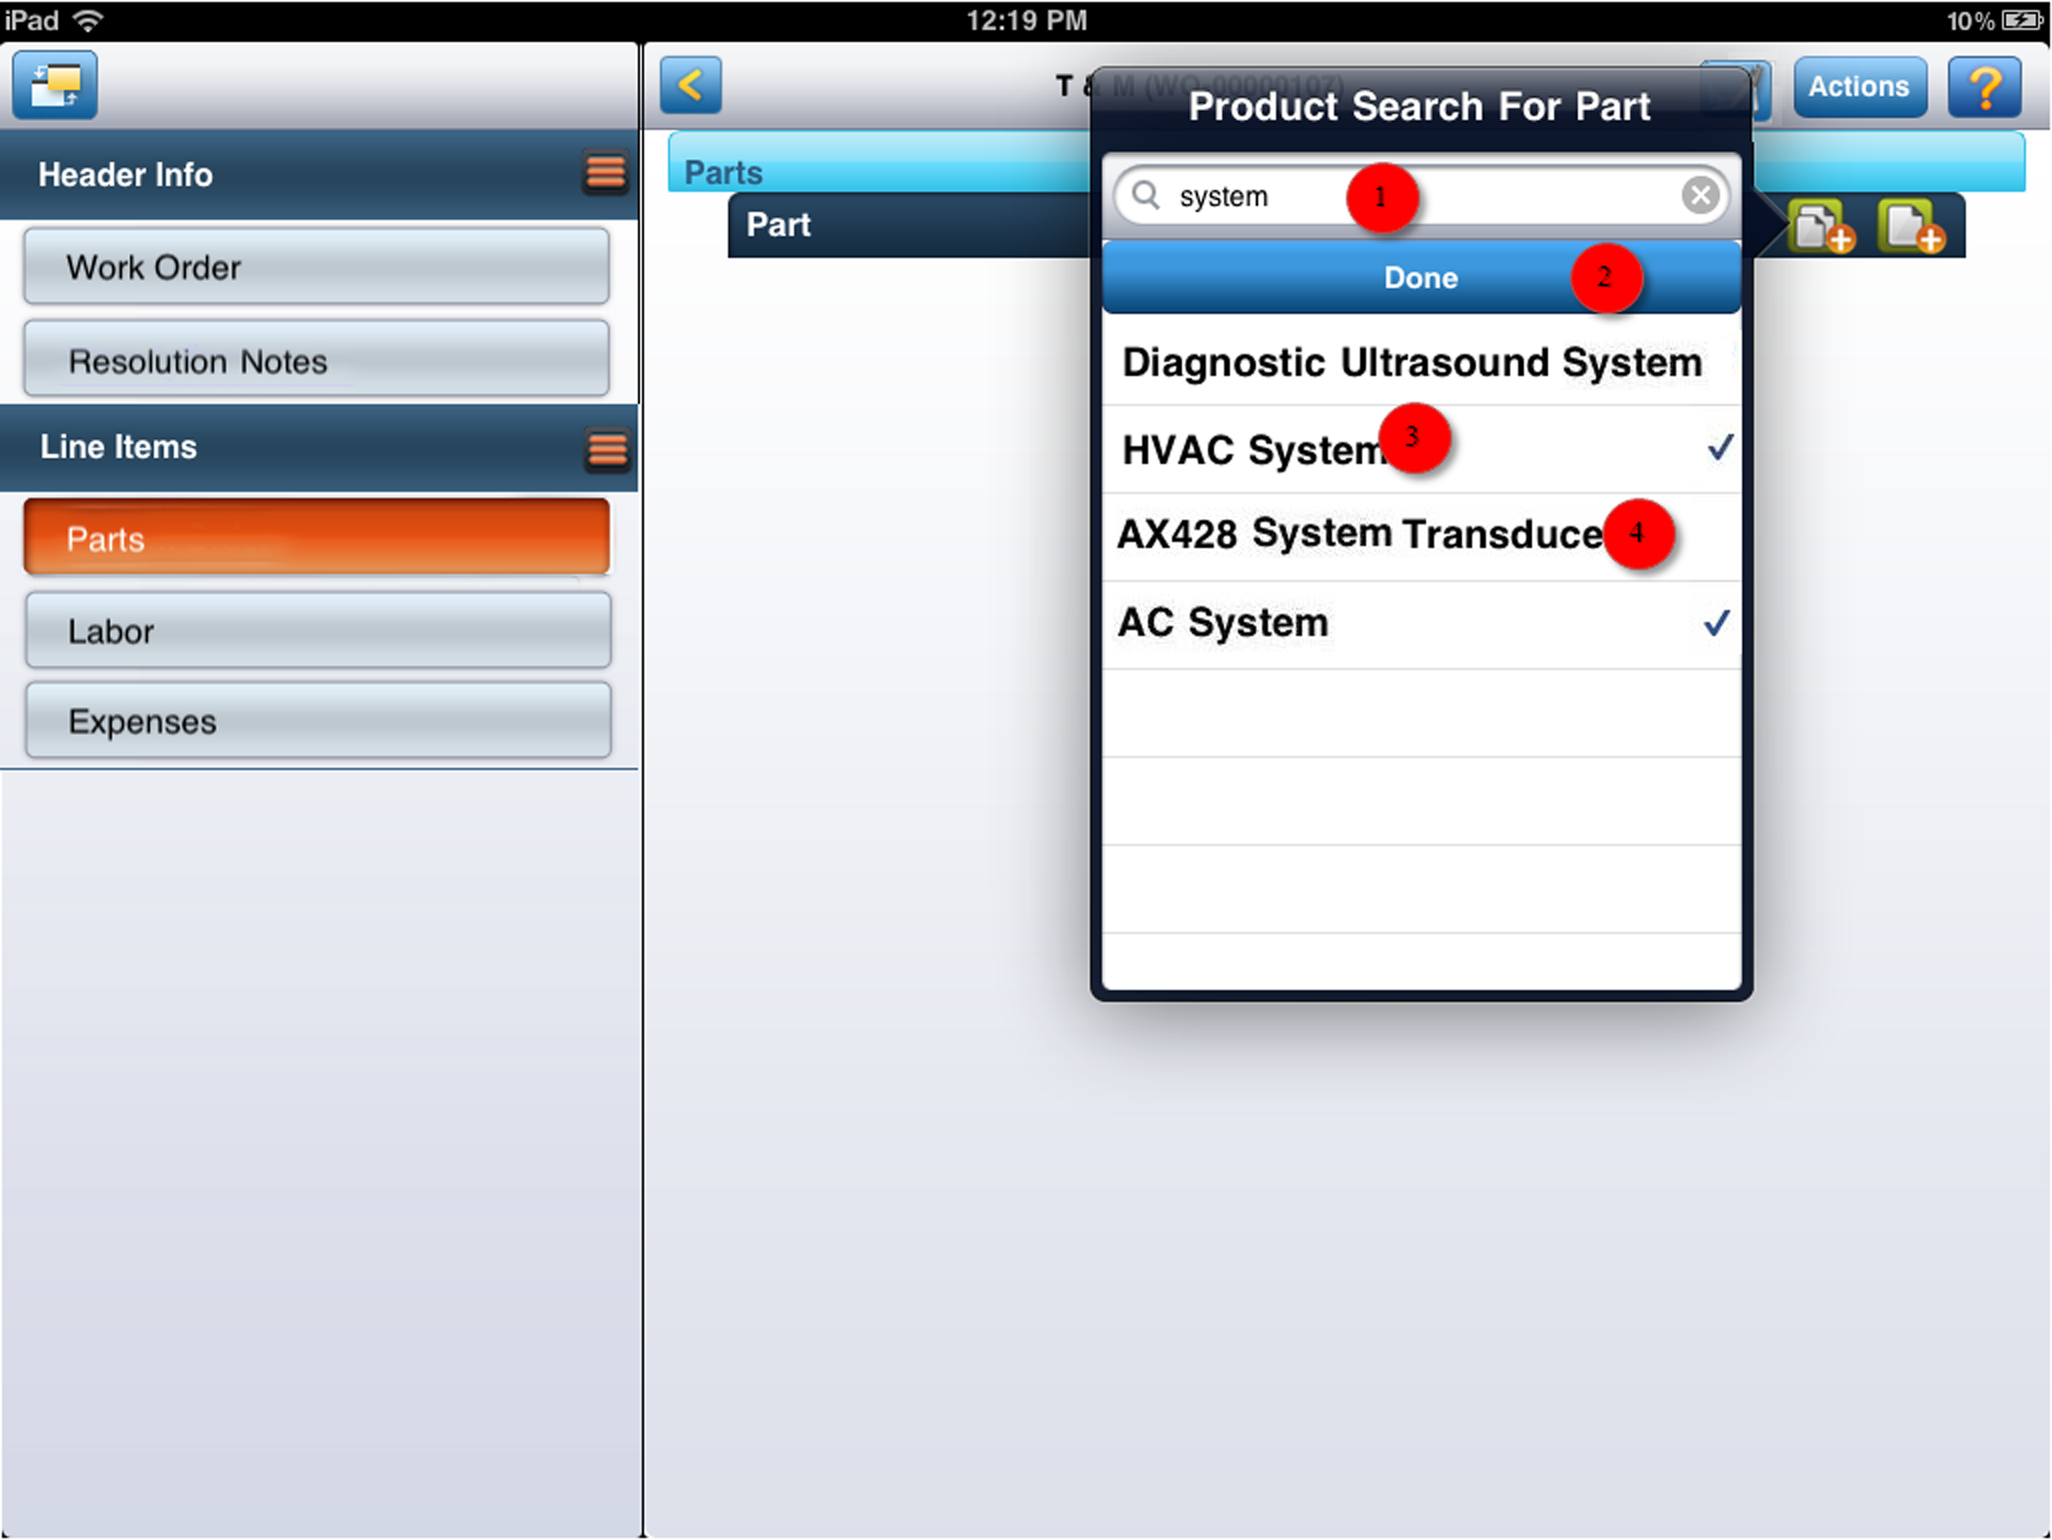 iPad 12:19 PM 10%
T & M (WO-00000107) Actions ?
Product Search For Part
Header Info
Parts
system 1
Part
Work Order
Done 2
Resolution Notes
Diagnostic Ultrasound System
Line Items
HVAC System 3
Parts
AX428 System Transduce 4
Labor
AC System
Expenses